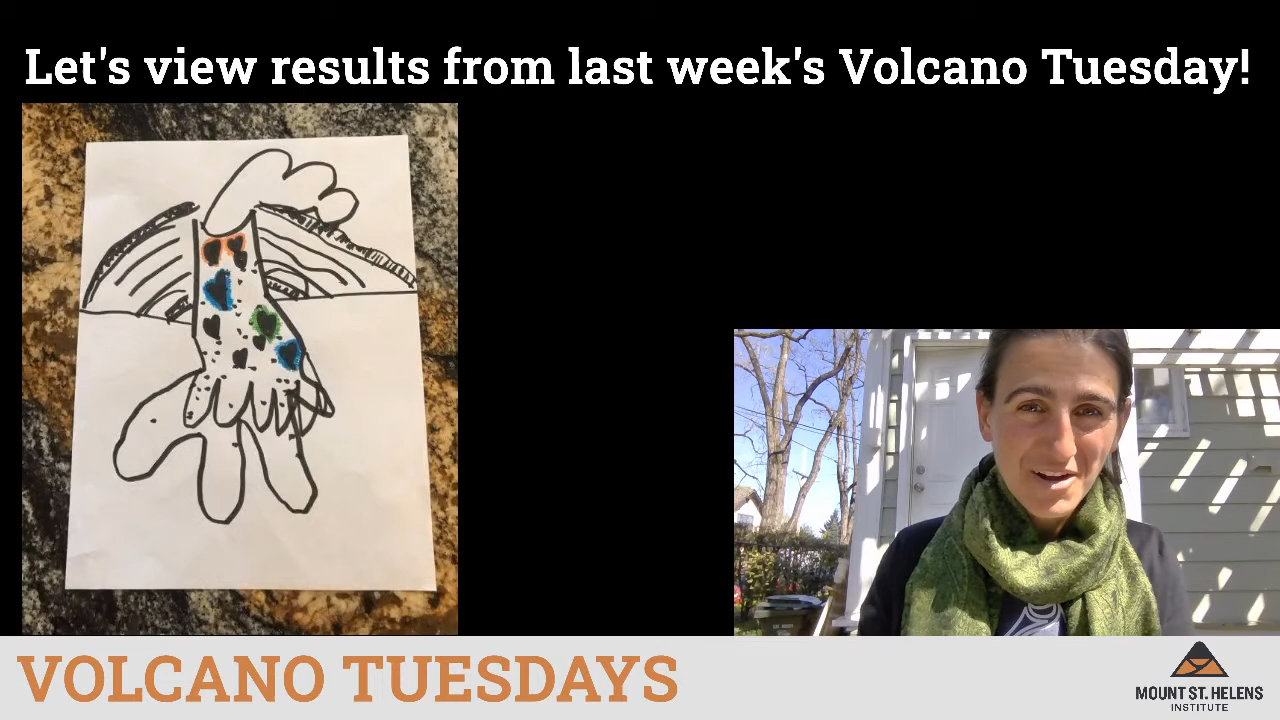 Let's view results from last week's Volcano Tuesday!
VOLCANO TUESDAYS
MOUNT ST. HELENS
INSTITUTE